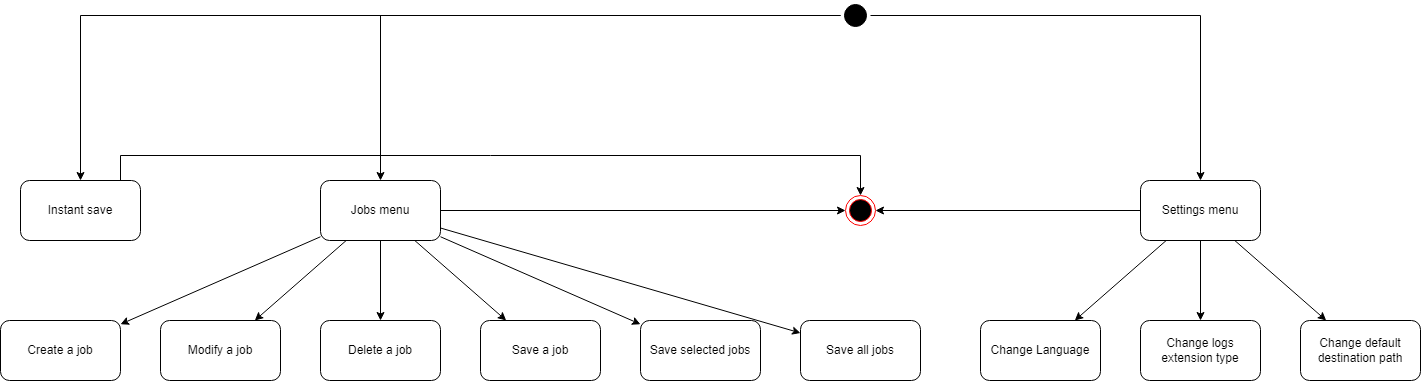 Instant save
Jobs menu
Settings menu
Create a job
Modify a job
Delete a job
Save a job
Save selected jobs
Save all jobs
Change Language
Change logs
extension type
Change default
destination path